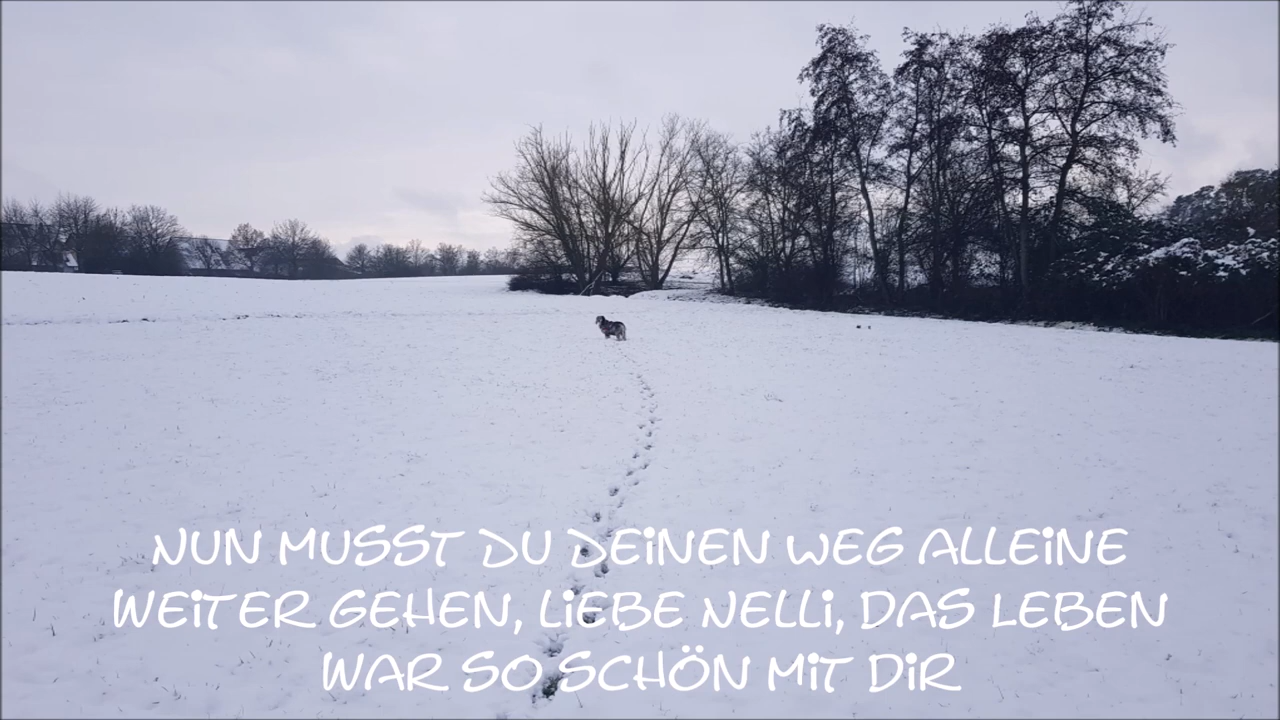 NUN MUSST DU DEINEN WEG ALLEINE
WEITER GEHEN, LIEBE NELLI, DAS LEBEN
WAR SO SCHÖN MIT DIR